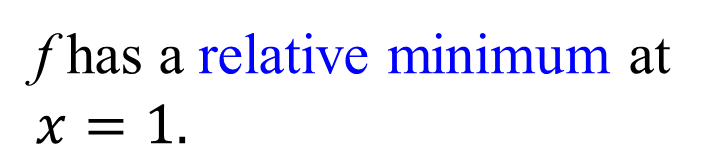 f has a relative minimum at
x = 1.